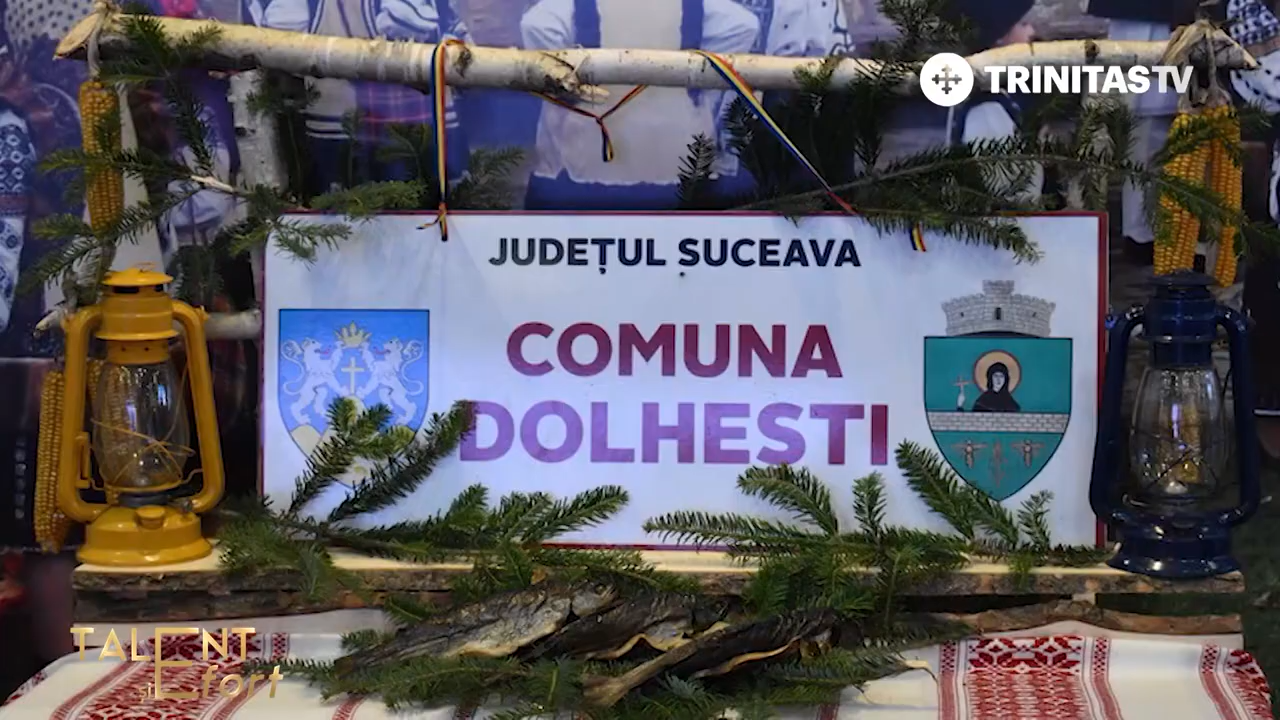 TRINITAS TV
JUDEȚUL SUCEAVA
COMUNA
DOLHESTI
TALENT
și Efort